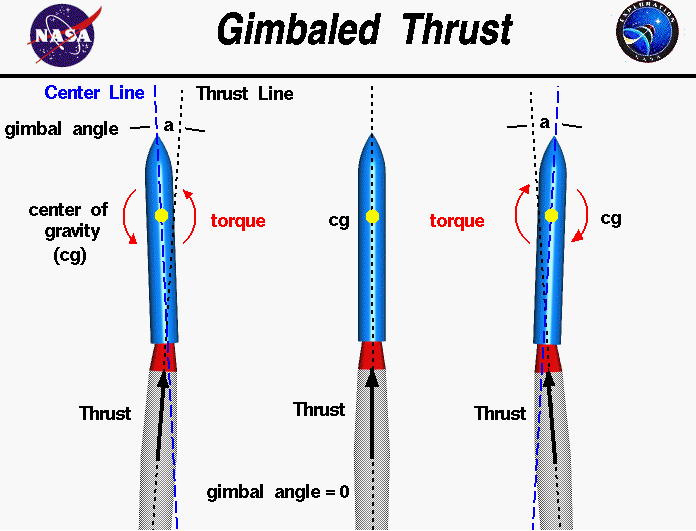 NASA
Gimbaled Thrust
EXPLORATION
NASA
Center Line
Thrust Line
gimbal angle
a
center of
gravity
(cg)
torque
cg
torque
a
cg
Thrust
Thrust
Thrust
gimbal angle = 0